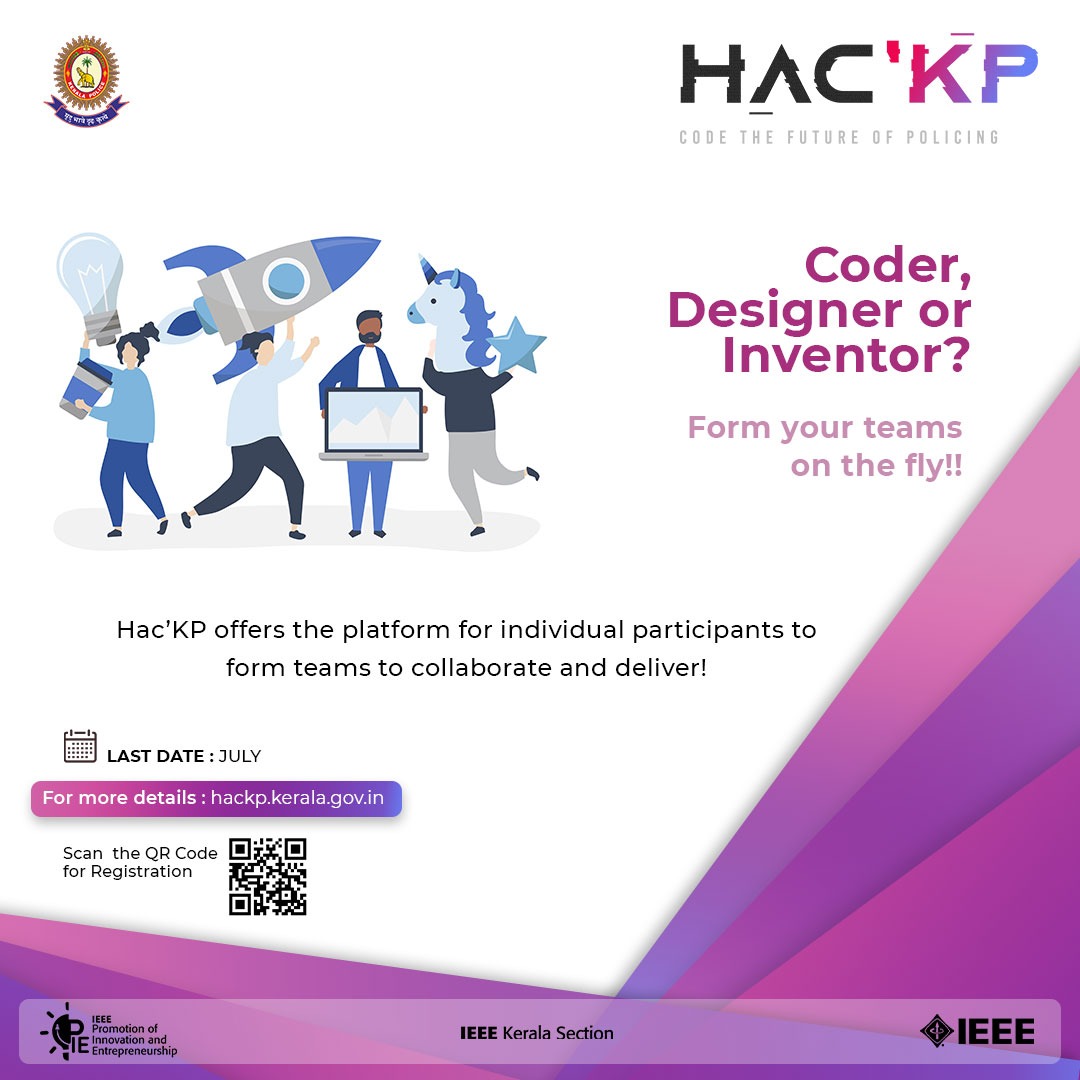 KERALA POLICE
मृदु भावे दृढ कृत्ये
HAC'KP
CODE THE FUTURE OF POLICING
Coder,
Designer or
Inventor?
Form your teams
on the fly!!
Hac’KP offers the platform for individual participants to
form teams to collaborate and deliver!
LAST DATE : JULY
For more details : hackp.kerala.gov.in
Scan the QR Code
for Registration
PIE
IEEE
Promotion of
Innovation and
Entrepreneurship
IEEE Kerala Section
IEEE